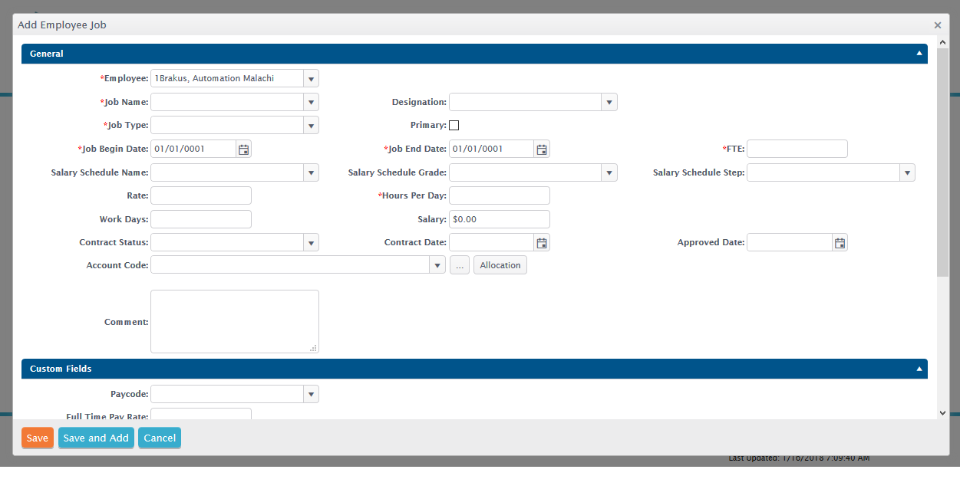 Add Employee Job ×
General
*Employee: 1Brakus, Automation Malachi
*Job Name: Designation:
*Job Type: Primary:
*Job Begin Date: 01/01/0001 *Job End Date: 01/01/0001 *FTE:
Salary Schedule Name: Salary Schedule Grade: Salary Schedule Step:
Rate: *Hours Per Day:
Work Days: Salary: $0.00
Contract Status: Contract Date: Approved Date:
Account Code: ... Allocation
Comment:
Custom Fields
Paycode:
Full Time Pay Rate:
Save Save and Add Cancel
Last Updated: 1/16/2018 7:09:40 AM